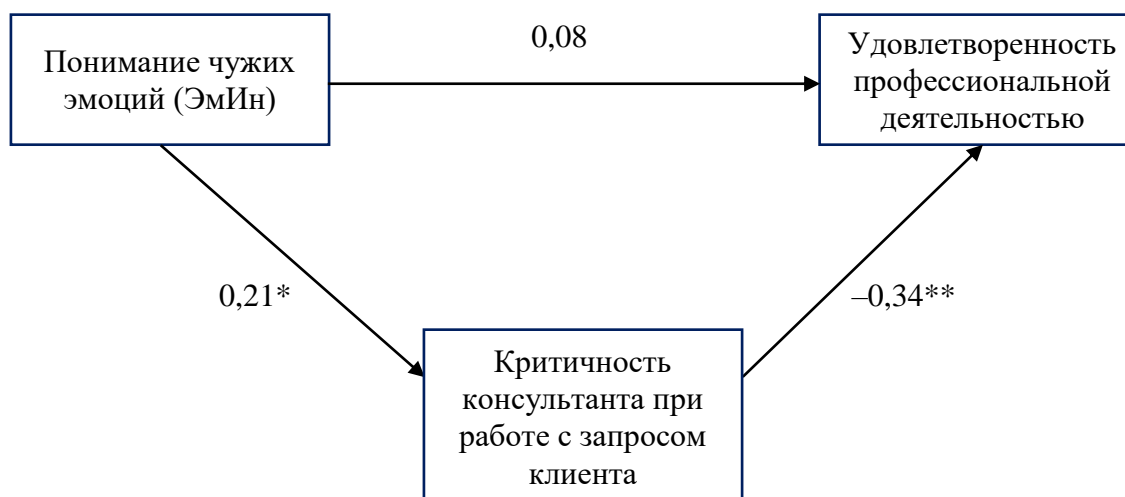 Понимание чужих
эмоций (ЭмИн)
0,08
Удовлетворенность
профессиональной
деятельностью
0,21*
–0,34**
Критичность
консультанта при
работе с запросом
клиента